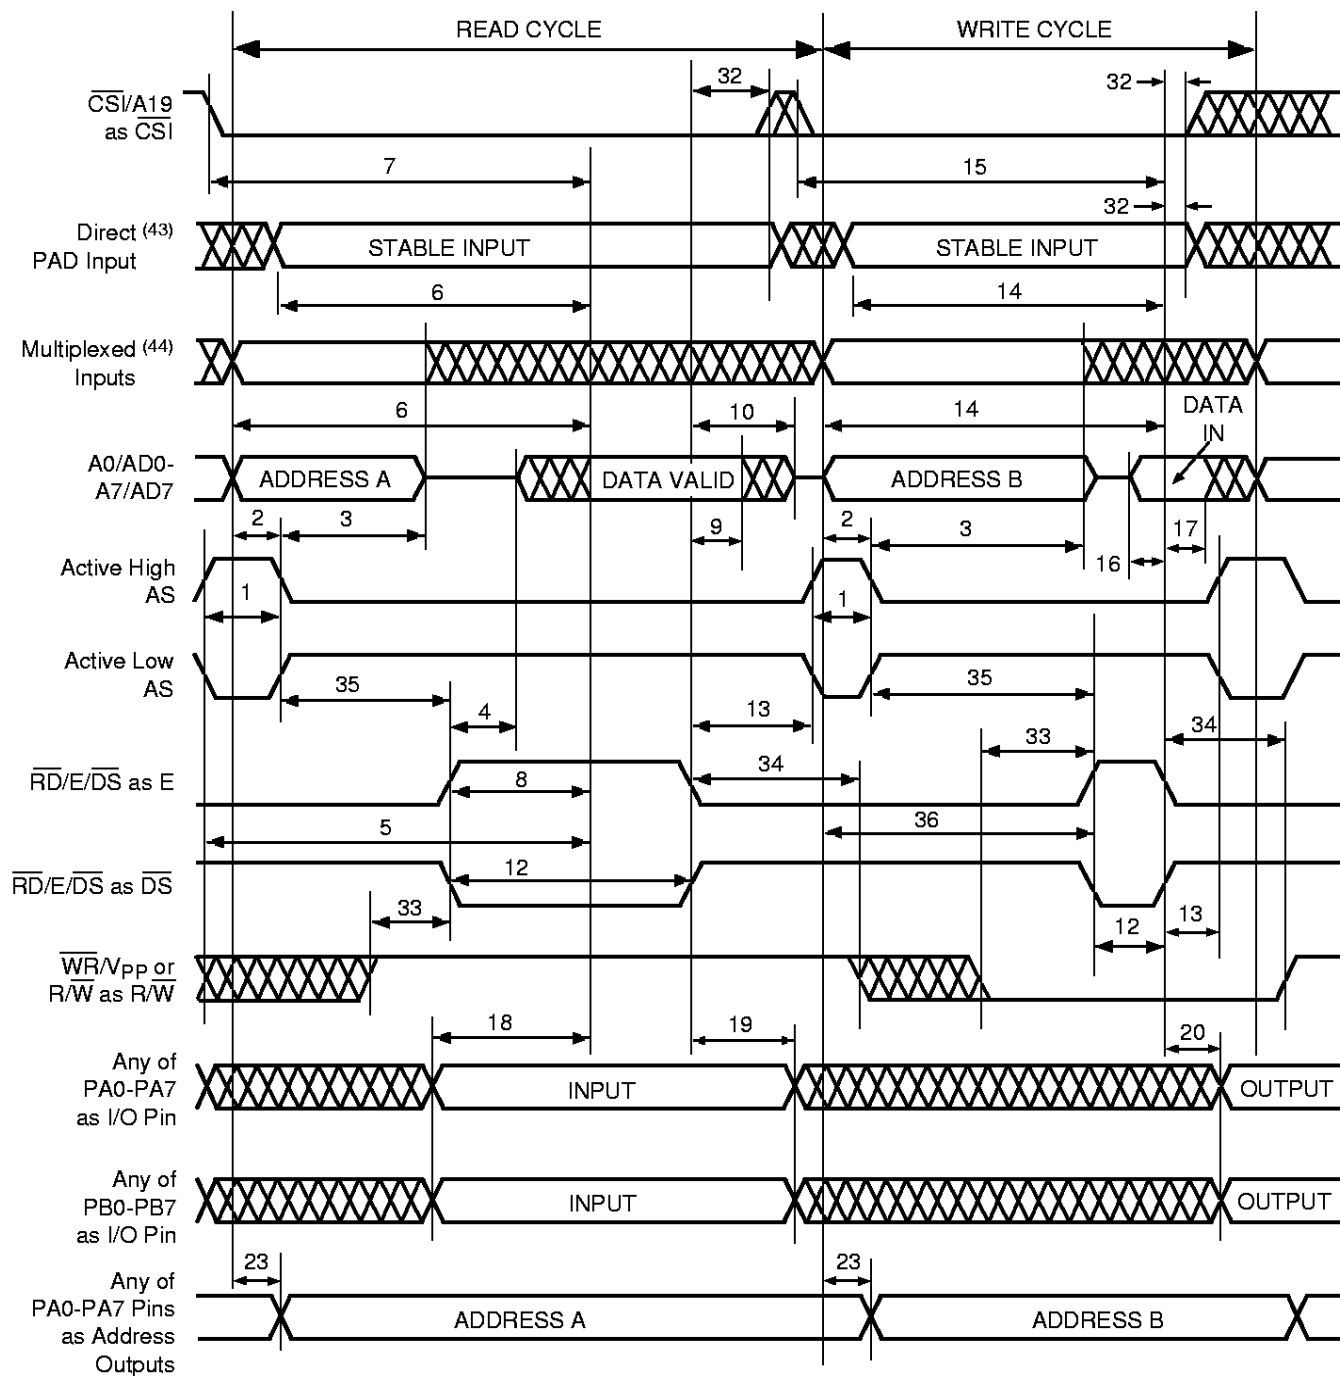 READ CYCLE
WRITE CYCLE
32
32
CSI/A19
as CSI
7
15
32
Direct (43)
PAD Input
STABLE INPUT
STABLE INPUT
6
14
Multiplexed (44)
Inputs
6
10
14
DATA
IN
A0/AD0-
A7/AD7
ADDRESS A
DATA VALID
ADDRESS B
2
3
9
2
3
17
16
Active High
AS
1
1
Active Low
AS
35
4
13
35
34
33
34
RD/E/DS as E
8
5
36
RD/E/DS as DS
12
33
12
13
WR/VPP or
R/W as R/W
18
19
20
Any of
PA0-PA7
as I/O Pin
INPUT
OUTPUT
Any of
PB0-PB7
as I/O Pin
INPUT
OUTPUT
23
23
Any of
PA0-PA7 Pins
as Address
Outputs
ADDRESS A
ADDRESS B